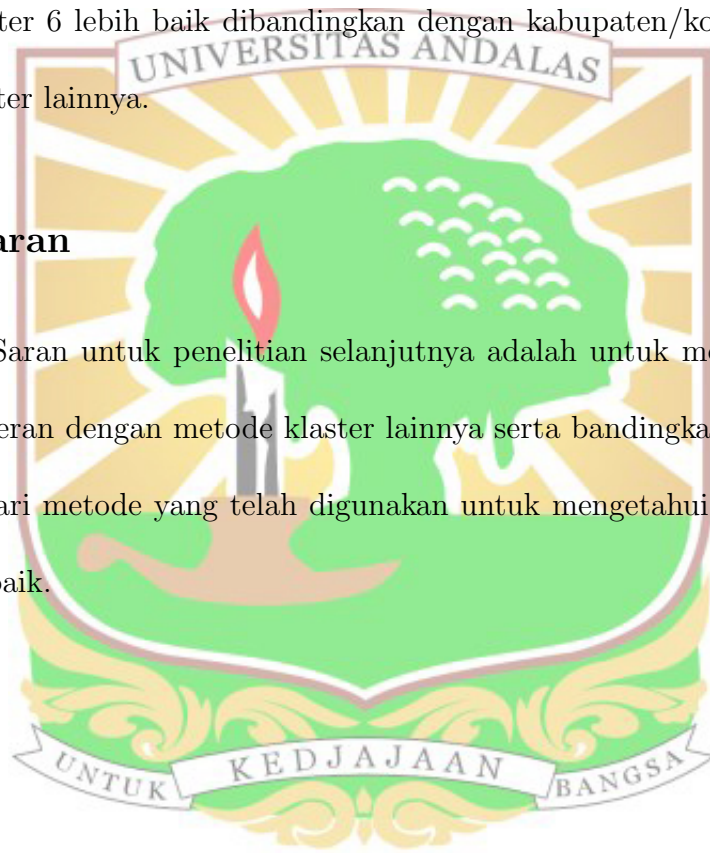 ter 6 lebih baik dibandingkan dengan kabupaten/ko
UNIVERSITAS ANDALAS
ter lainnya.
aran
Saran untuk penelitian selanjutnya adalah untuk me
eran dengan metode klaster lainnya serta bandingka
ari metode yang telah digunakan untuk mengetahui
baik.
UNTUK KEDJAJAAN BANGSA